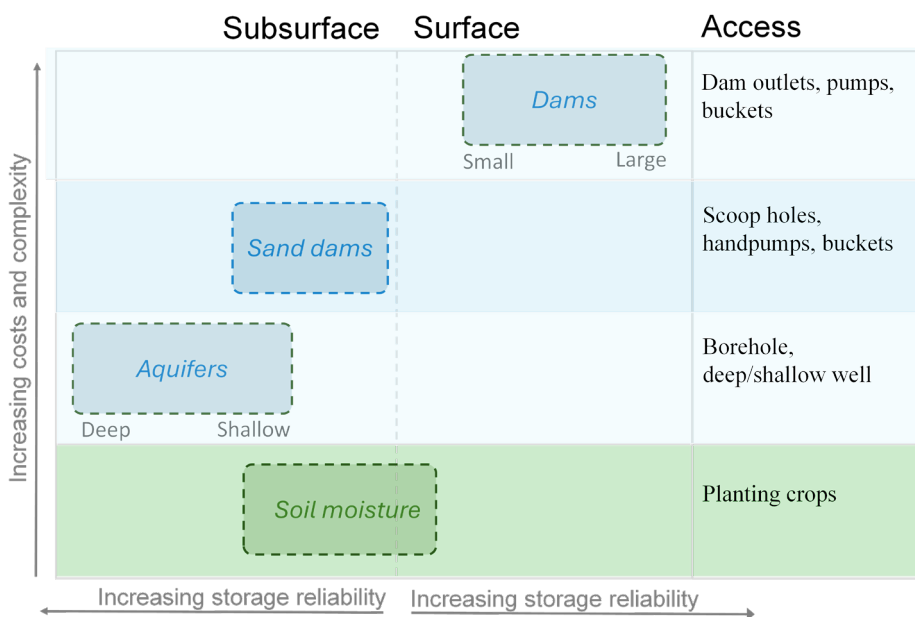 Subsurface
Surface
Access
Increasing costs and complexity
Dams
Small
Large
Dam outlets, pumps,
buckets
Sand dams
Scoop holes,
handpumps, buckets
Aquifers
Deep
Shallow
Borehole,
deep/shallow well
Soil moisture
Planting crops
Increasing storage reliability
Increasing storage reliability